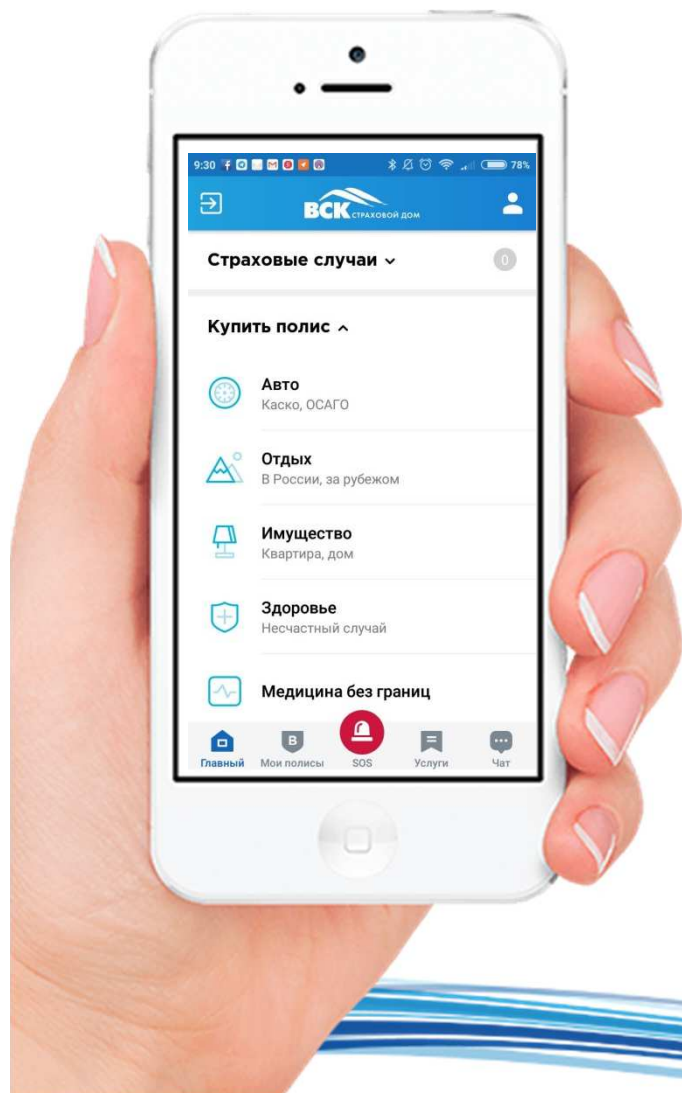 9:30
78%
ВСК СТРАХОВОЙ ДОМ
Страховые случаи
0
Купить полис
Авто
Каско, ОСАГО
Отдых
В России, за рубежом
Имущество
Квартира, дом
Здоровье
Несчастный случай
Медицина без границ
В
Главный Мои полисы SOS Услуги Чат